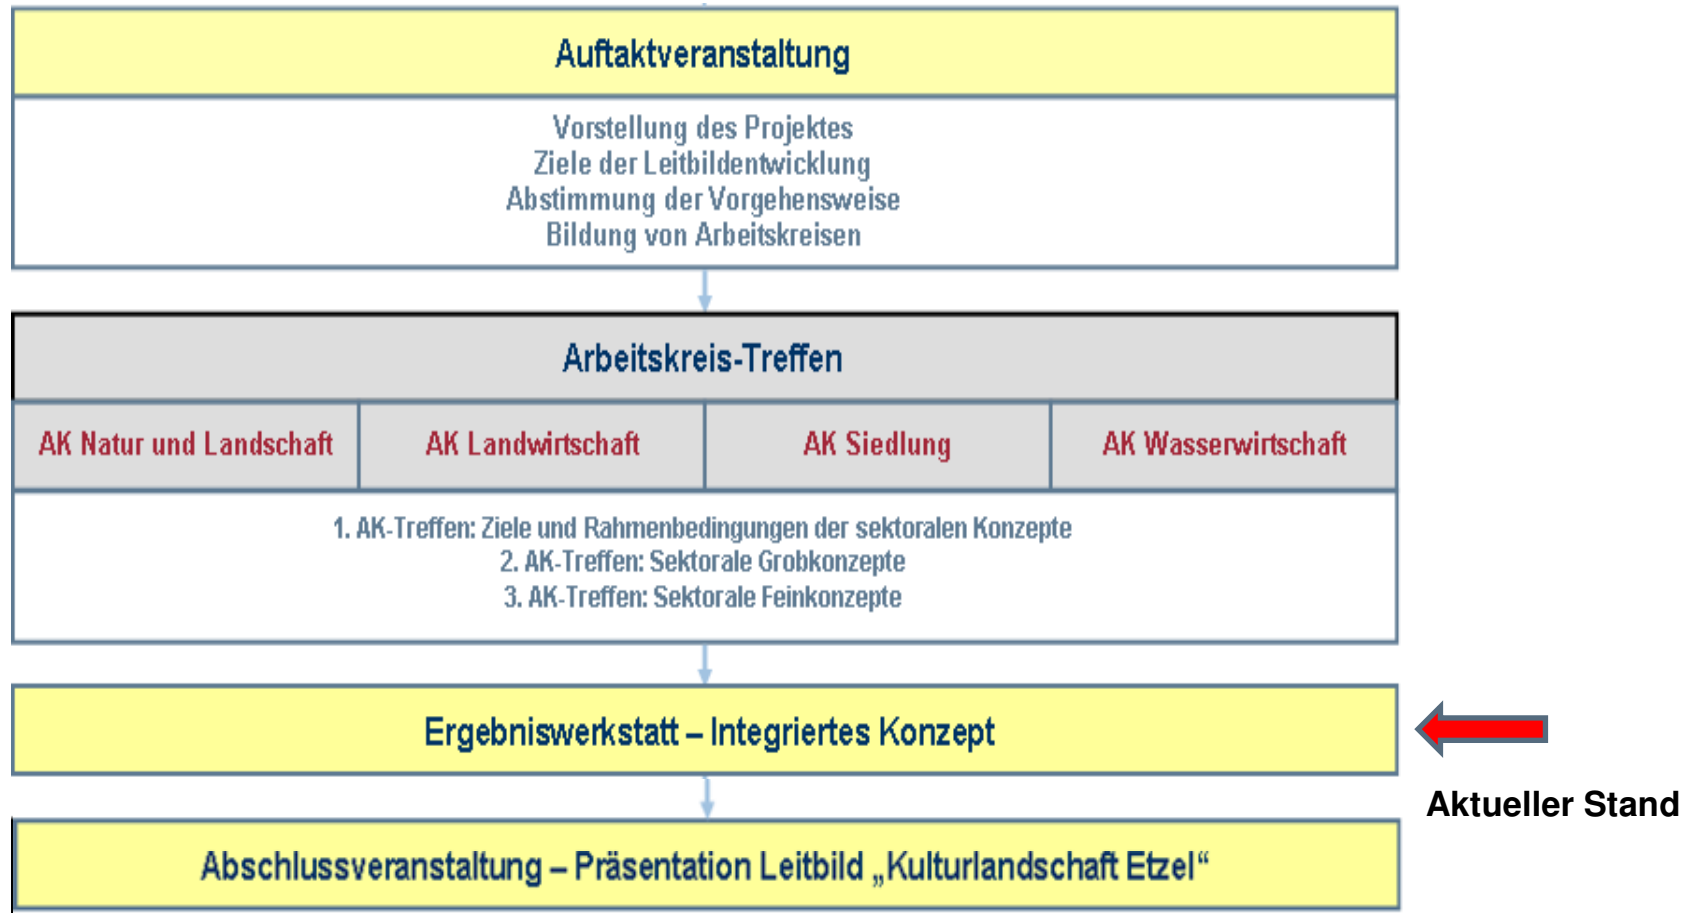 Auftaktveranstaltung
Vorstellung des Projektes
Ziele der Leitbildentwicklung
Abstimmung der Vorgehensweise
Bildung von Arbeitskreisen
Arbeitskreis-Treffen
AK Natur und Landschaft
AK Landwirtschaft
AK Siedlung
AK Wasserwirtschaft
1. AK-Treffen: Ziele und Rahmenbedingungen der sektoralen Konzepte
2. AK-Treffen: Sektorale Grobkonzepte
3. AK-Treffen: Sektorale Feinkonzepte
Ergebniswerkstatt – Integriertes Konzept
Aktueller Stand
Abschlussveranstaltung – Präsentation Leitbild „Kulturlandschaft Etzel“